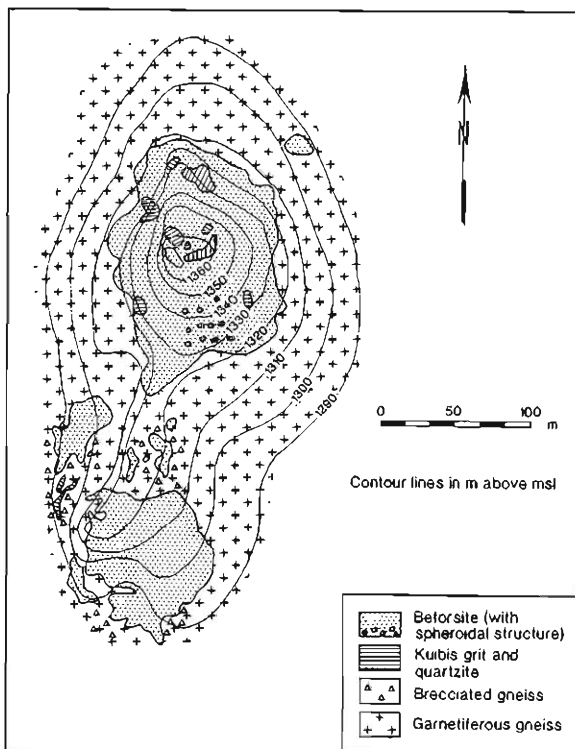 N
1360
1350
1340
1330
1320
1310
1300
1290
0 50 100
m
Contour lines in m above msl
Beforsite (with
spheroidal structure)
Kuibis grit and
quartzite
Brecciated gneiss
Garnetiferous gneiss